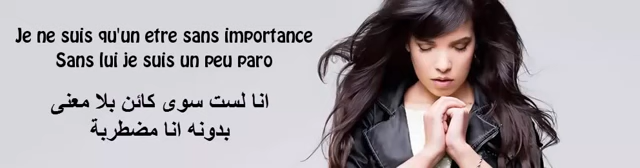 Je ne suis qu'un etre sans importance
Sans lui je suis un peu paro
انا لست سوى كائن بلا معنى
بدونه انا مضطربة